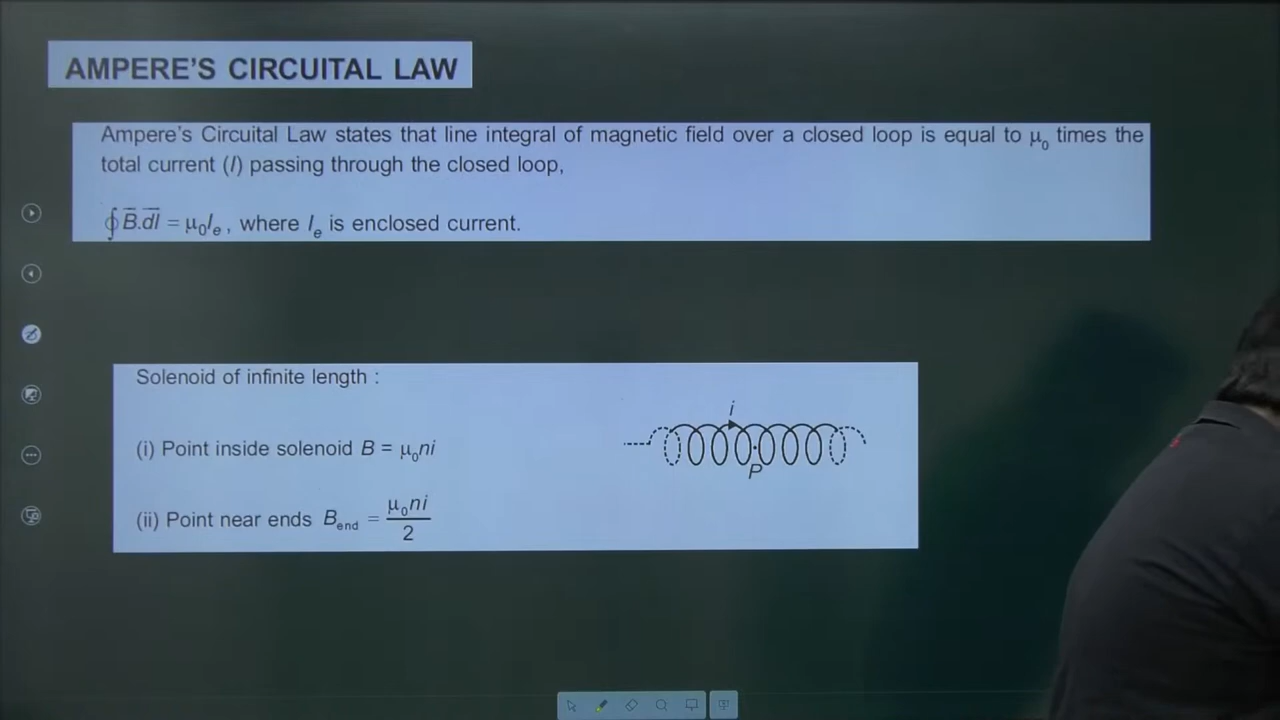 AMPERE'S CIRCUITAL LAW
Ampere's Circuital Law states that line integral of magnetic field over a closed loop is equal to μ₀ times the
total current (I) passing through the closed loop,
∮B̅.d̅l̅ = μ₀Iₑ, where Iₑ is enclosed current.
Solenoid of infinite length :
i
(i) Point inside solenoid B = μ₀ni
P
(ii) Point near ends B_end = μ₀ni/2